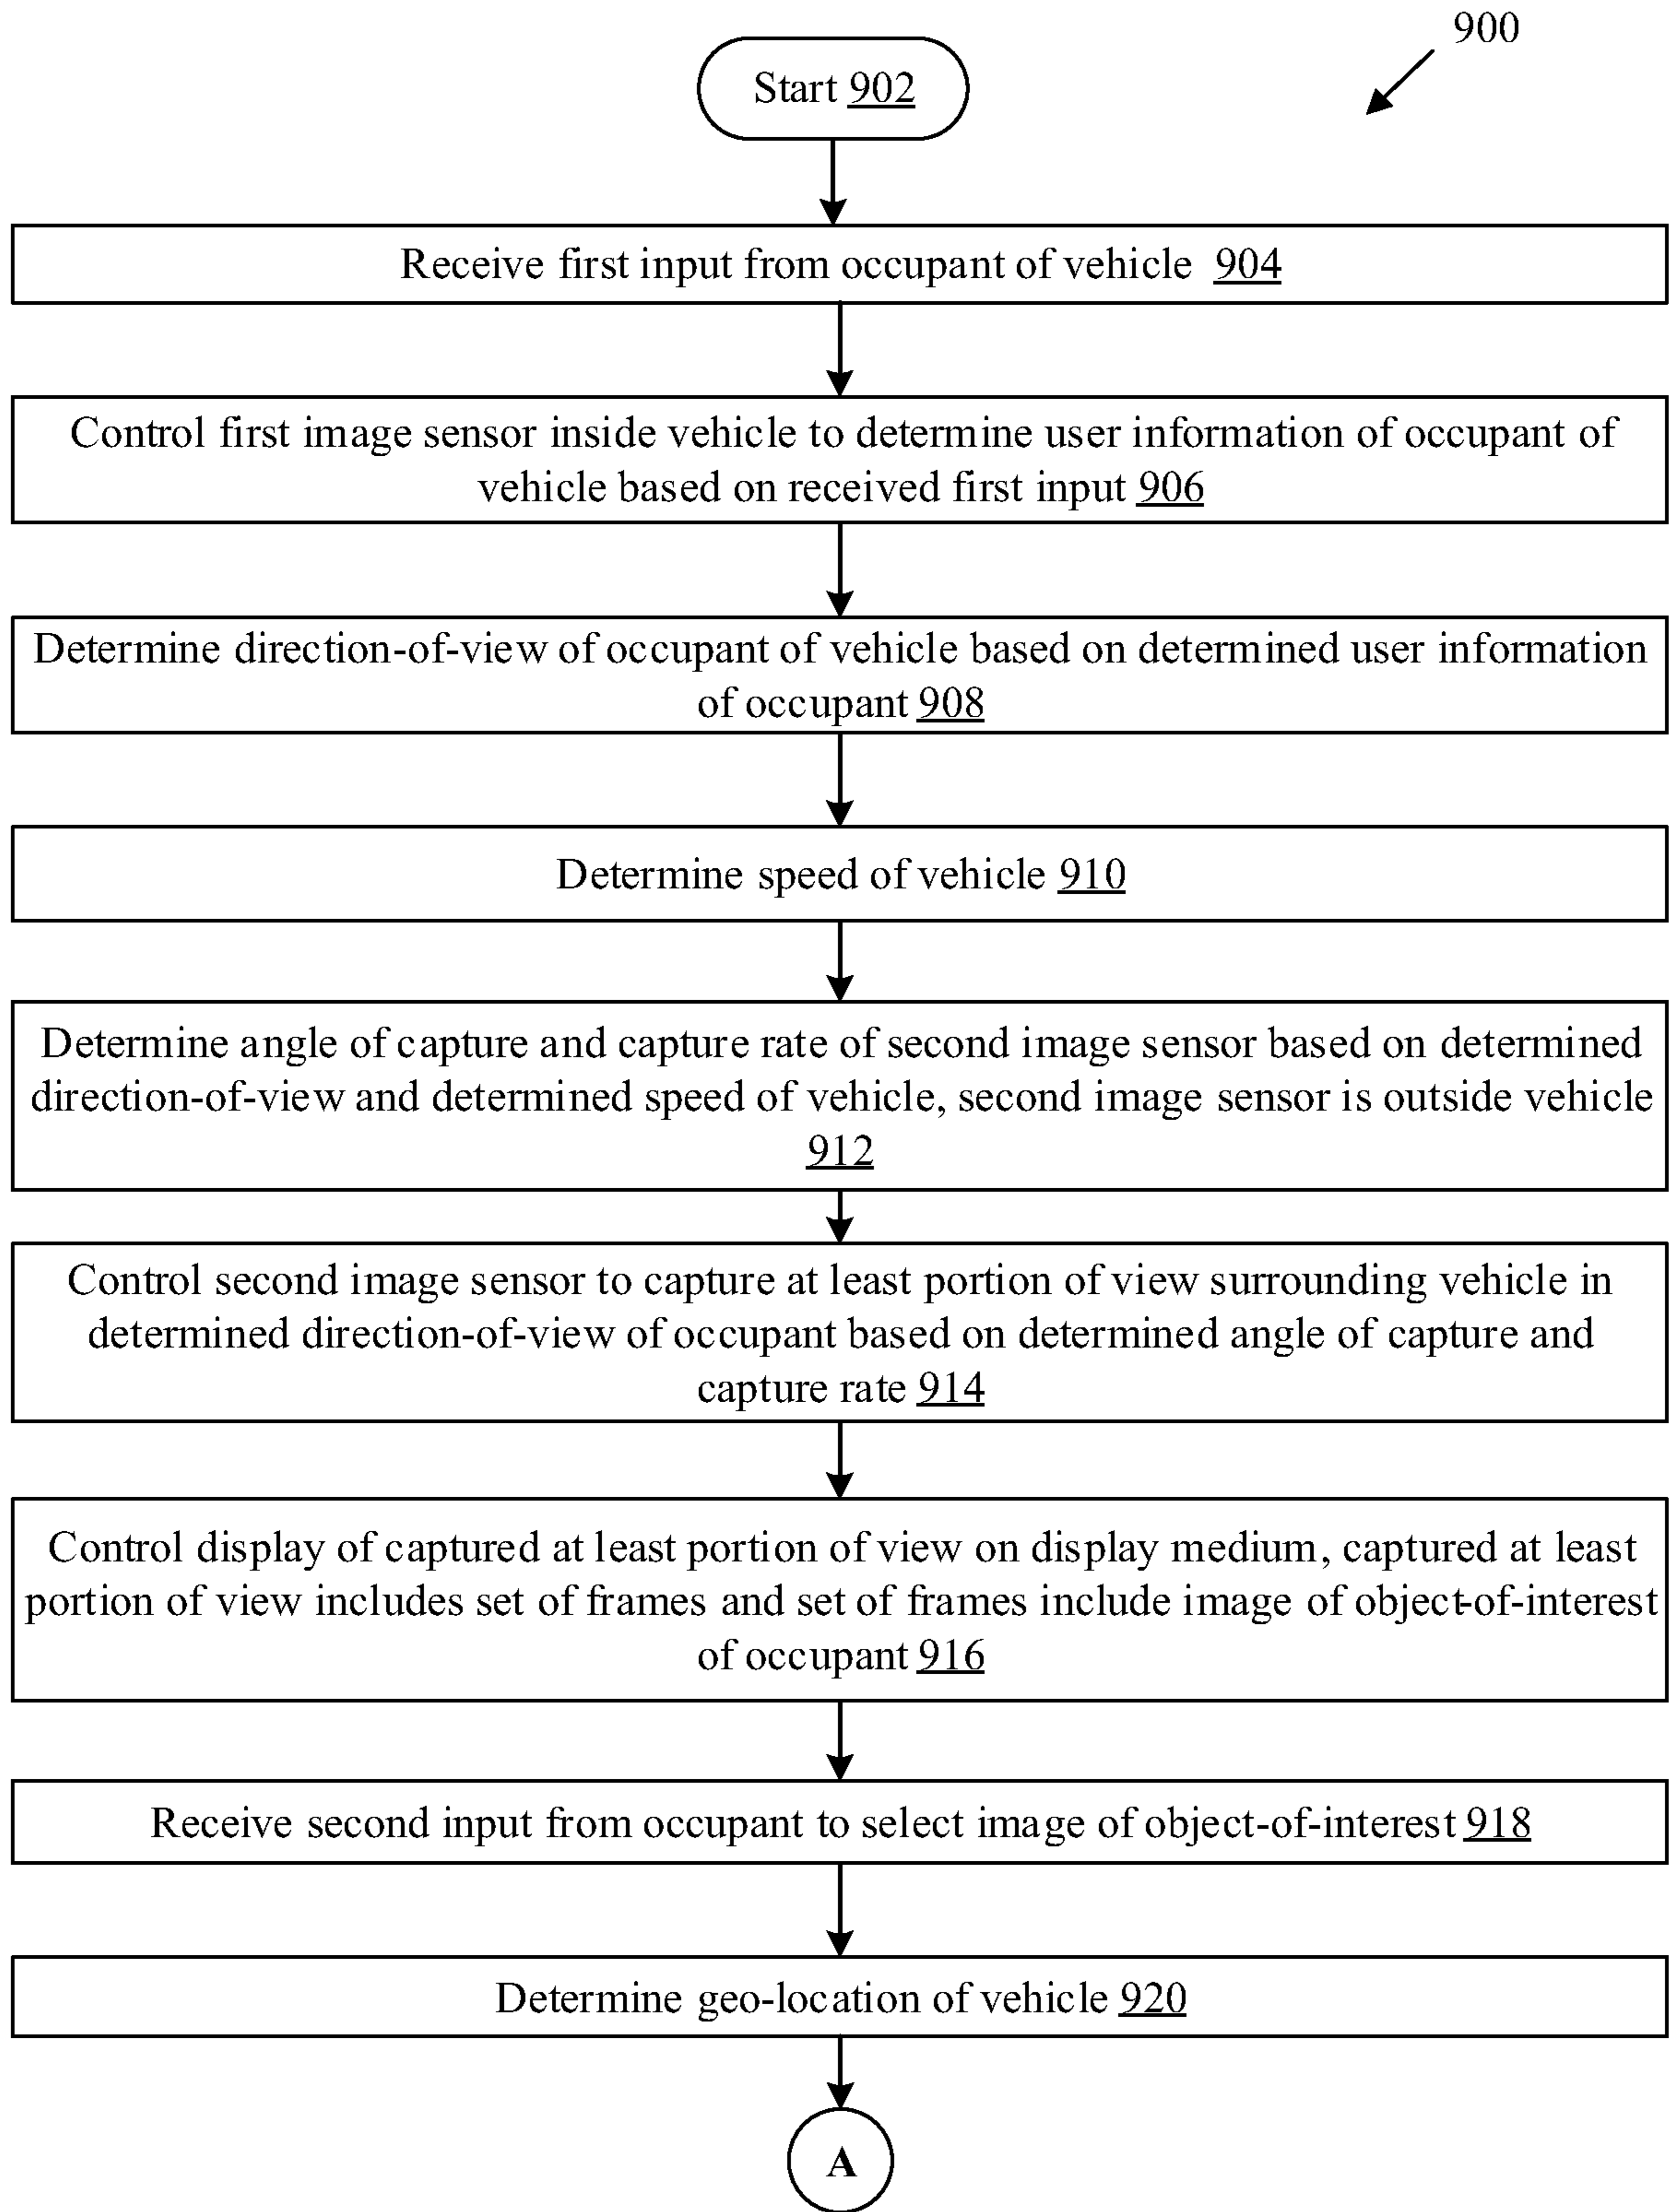 900
Start 902
Receive first input from occupant of vehicle 904
Control first image sensor inside vehicle to determine user information of occupant of
vehicle based on received first input 906
Determine direction-of-view of occupant of vehicle based on determined user information
of occupant 908
Determine speed of vehicle 910
Determine angle of capture and capture rate of second image sensor based on determined
direction-of-view and determined speed of vehicle, second image sensor is outside vehicle
912
Control second image sensor to capture at least portion of view surrounding vehicle in
determined direction-of-view of occupant based on determined angle of capture and
capture rate 914
Control display of captured at least portion of view on display medium, captured at least
portion of view includes set of frames and set of frames include image of object-of-interest
of occupant 916
Receive second input from occupant to select image of object-of-interest 918
Determine geo-location of vehicle 920
A